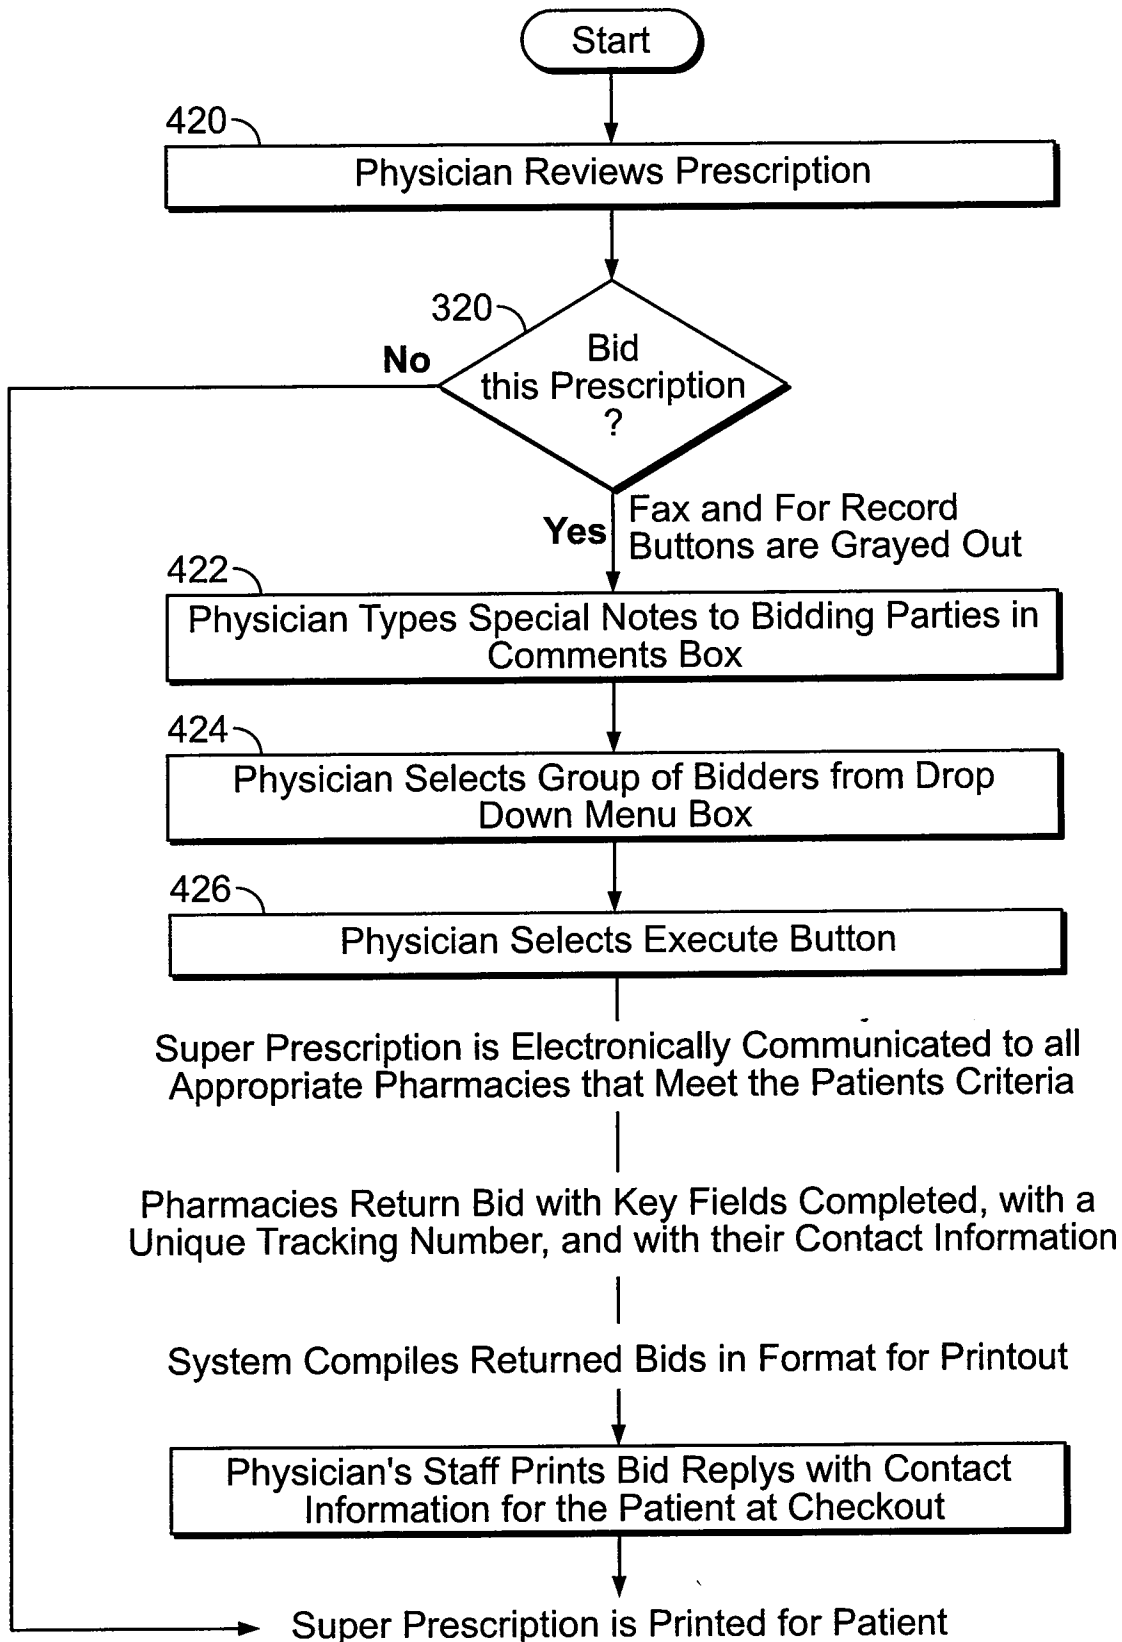 Start
420
Physician Reviews Prescription
320
No
Bid
this Prescription
?
Yes
Fax and For Record
Buttons are Grayed Out
422
Physician Types Special Notes to Bidding Parties in
Comments Box
424
Physician Selects Group of Bidders from Drop
Down Menu Box
426
Physician Selects Execute Button
Super Prescription is Electronically Communicated to all
Appropriate Pharmacies that Meet the Patients Criteria
Pharmacies Return Bid with Key Fields Completed, with a
Unique Tracking Number, and with their Contact Information
System Compiles Returned Bids in Format for Printout
Physician's Staff Prints Bid Replys with Contact
Information for the Patient at Checkout
Super Prescription is Printed for Patient